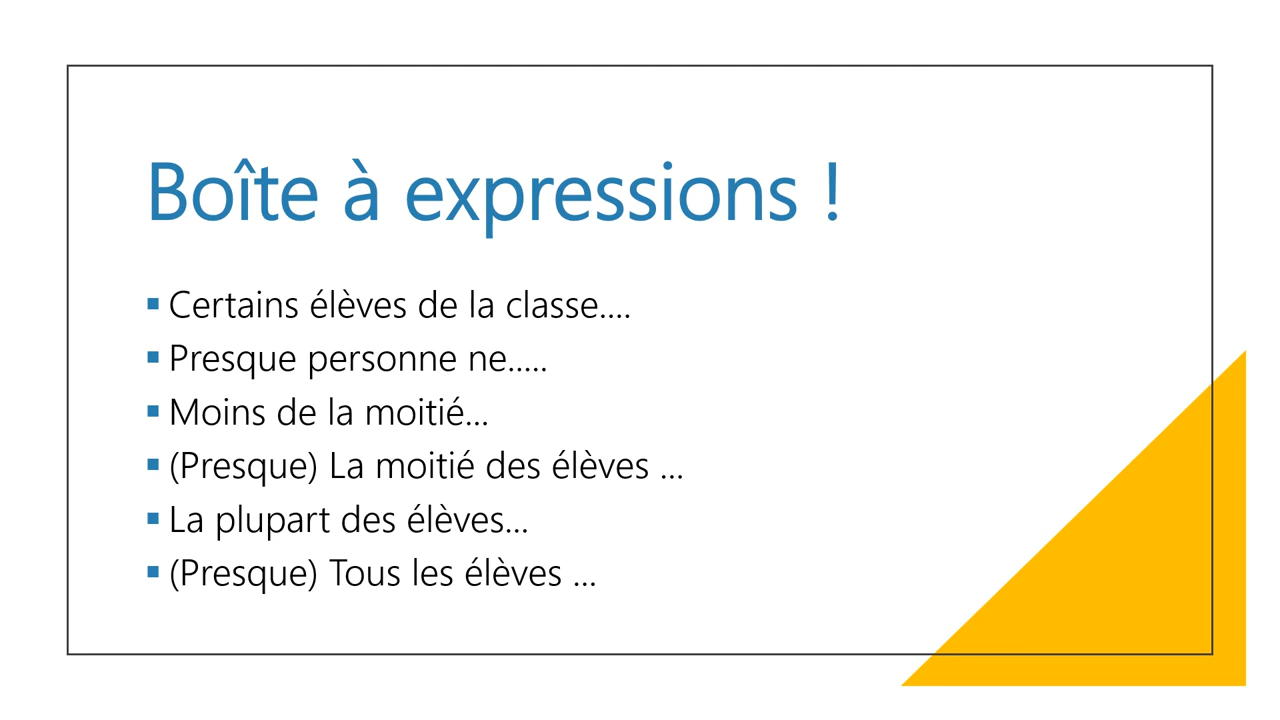 Boîte à expressions !
▪ Certains élèves de la classe....
▪ Presque personne ne.....
▪ Moins de la moitié...
▪ (Presque) La moitié des élèves ...
▪ La plupart des élèves...
▪ (Presque) Tous les élèves ...